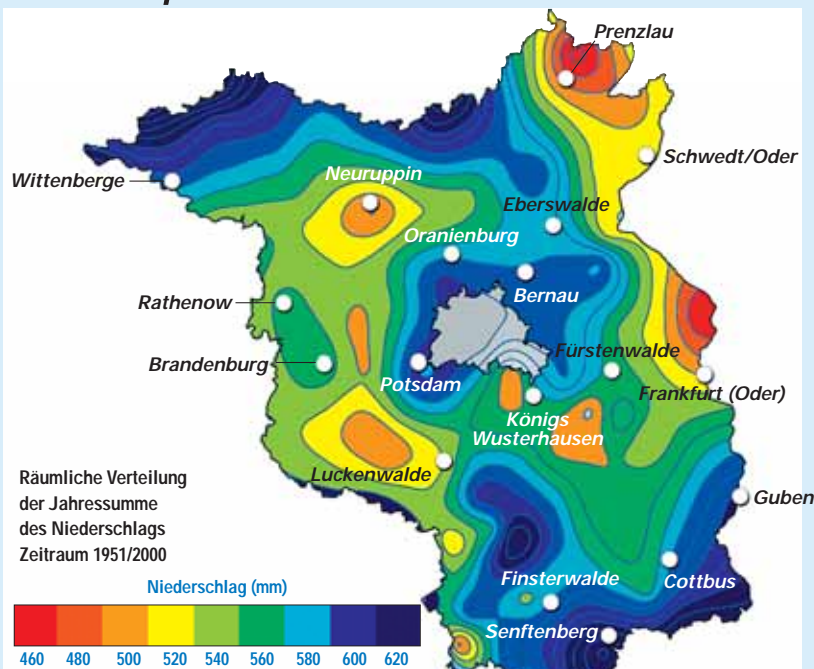 Prenzlau
Schwedt/Oder
Wittenberge
Neuruppin
Eberswalde
Oranienburg
Bernau
Rathenow
Fürstenwalde
Brandenburg
Potsdam
Frankfurt (Oder)
Königs
Wusterhausen
Luckenwalde
Räumliche Verteilung
der Jahressumme
des Niederschlags
Zeitraum 1951/2000
Guben
Niederschlag (mm)
Finsterwalde
Cottbus
Senftenberg
460 480 500 520 540 560 580 600 620